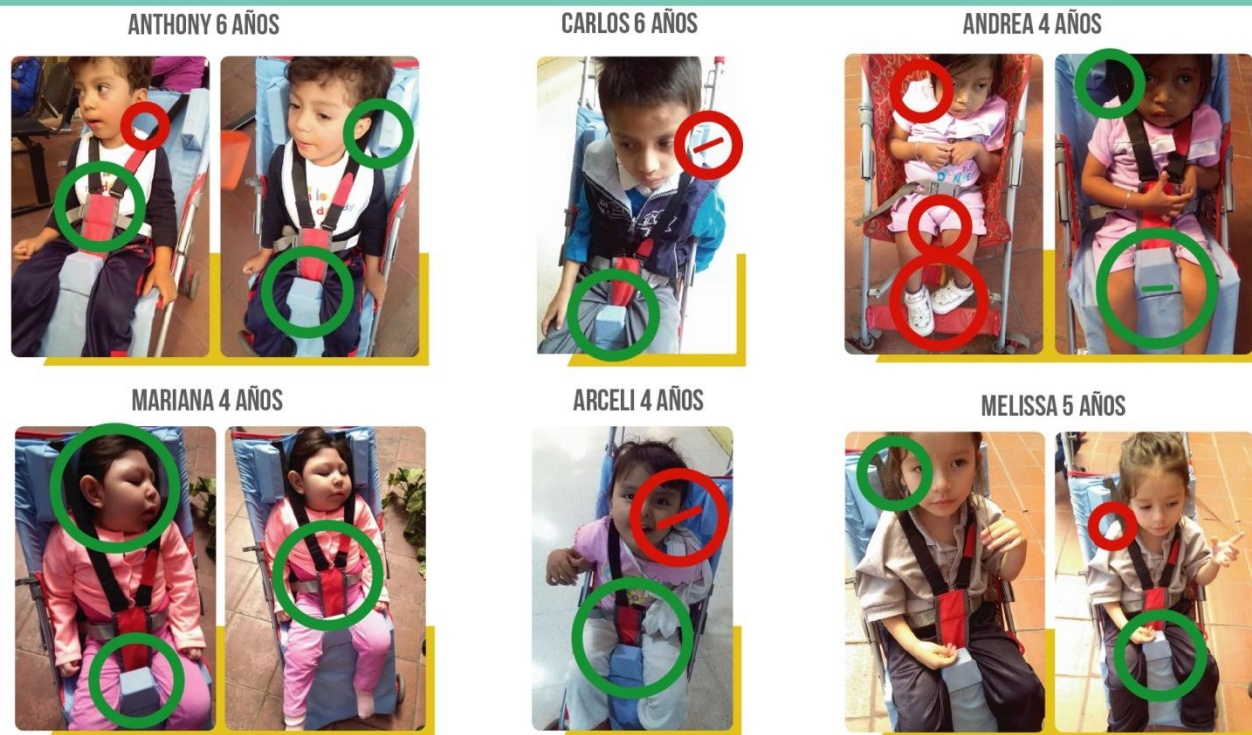 ANTHONY 6 AÑOS
CARLOS 6 AÑOS
ANDREA 4 AÑOS
MARIANA 4 AÑOS
ARCELI 4 AÑOS
MELISSA 5 AÑOS